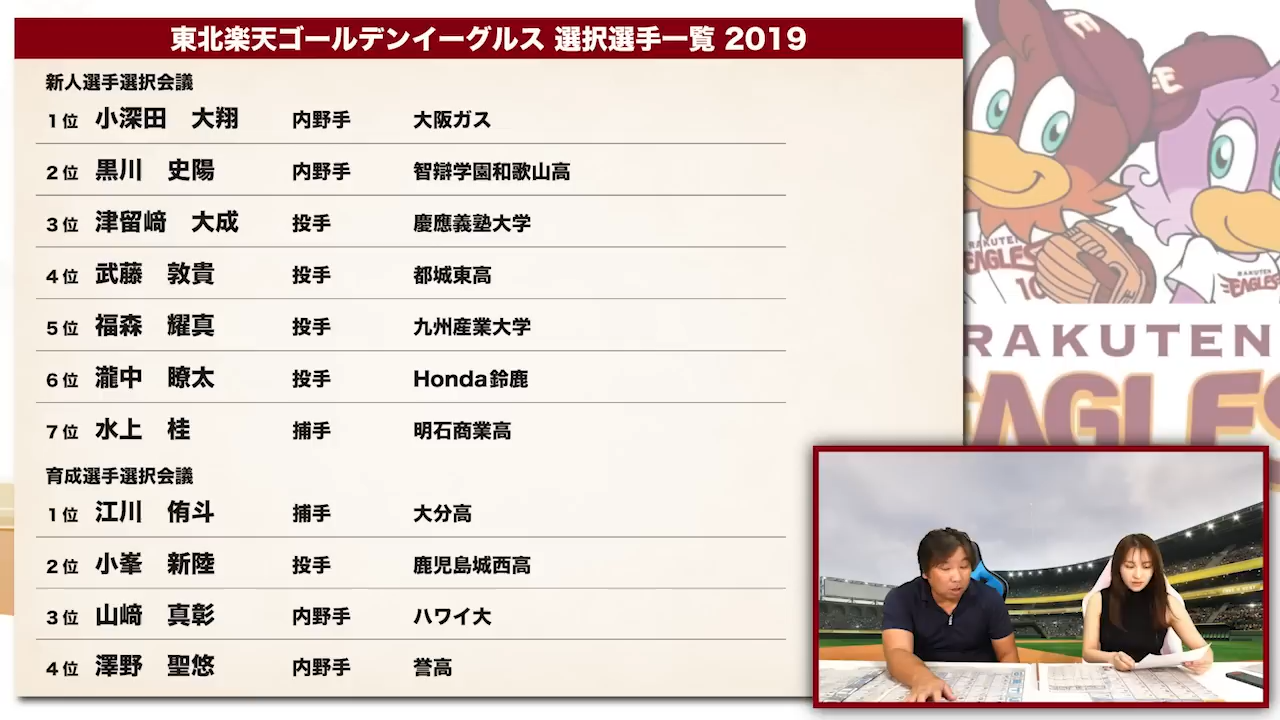 東北楽天ゴールデンイーグルス 選択選手一覧 2019
新人選手選択会議
1位 小深田 大翔 内野手 大阪ガス
2位 黒川 史陽 内野手 智辯学園和歌山高
3位 津留﨑 大成 投手 慶應義塾大学
4位 武藤 敦貴 投手 都城東高
5位 福森 耀真 投手 九州産業大学
6位 瀧中 瞭太 投手 Honda鈴鹿
7位 水上 桂 捕手 明石商業高
育成選手選択会議
1位 江川 侑斗 捕手 大分高
2位 小峯 新陸 投手 鹿児島城西高
3位 山﨑 真彰 内野手 ハワイ大
4位 澤野 聖悠 内野手 誉高
E
E
RAKUTEN
EAGLES
10
RAKUTEN
EAGLES
RAKUTEN
EAGLES